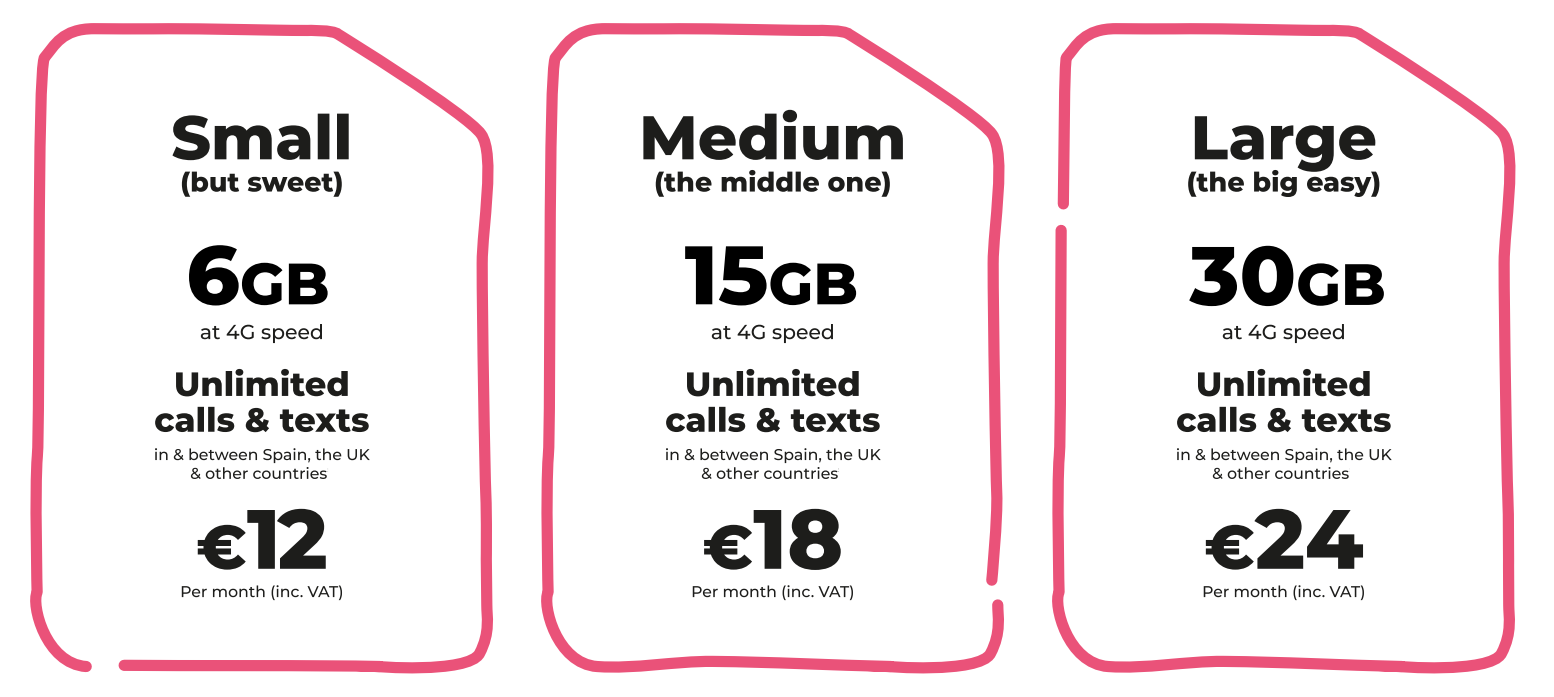 Small
(but sweet)
6GB
at 4G speed
Unlimited
calls & texts
in & between Spain, the UK
& other countries
€12
Per month (inc. VAT)
Medium
(the middle one)
15GB
at 4G speed
Unlimited
calls & texts
in & between Spain, the UK
& other countries
€18
Per month (inc. VAT)
Large
(the big easy)
30GB
at 4G speed
Unlimited
calls & texts
in & between Spain, the UK
& other countries
€24
Per month (inc. VAT)